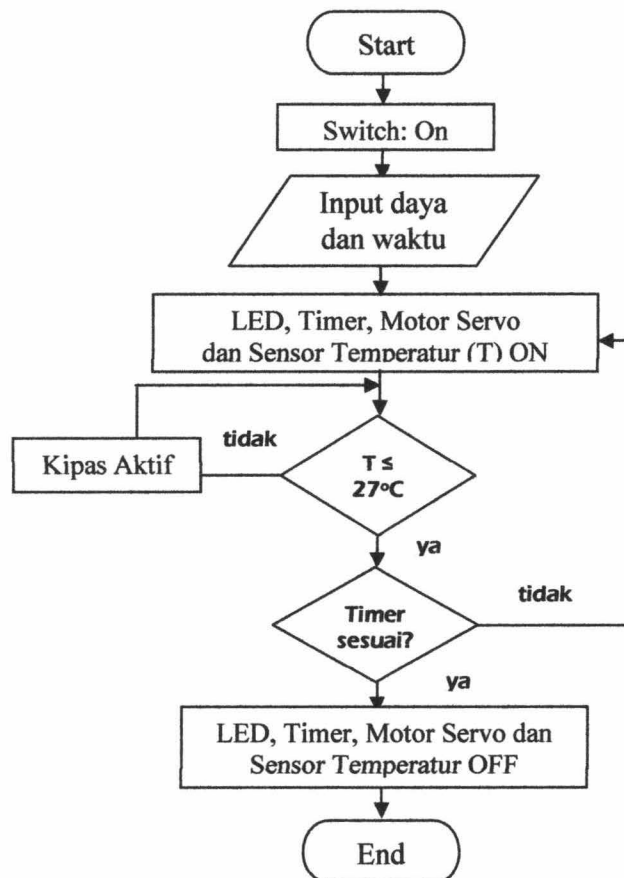 Start
Switch: On
Input daya
dan waktu
LED, Timer, Motor Servo
dan Sensor Temperatur (T) ON
tidak
Kipas Aktif
T ≤
27°C
ya
tidak
Timer
sesuai?
ya
LED, Timer, Motor Servo dan
Sensor Temperatur OFF
End